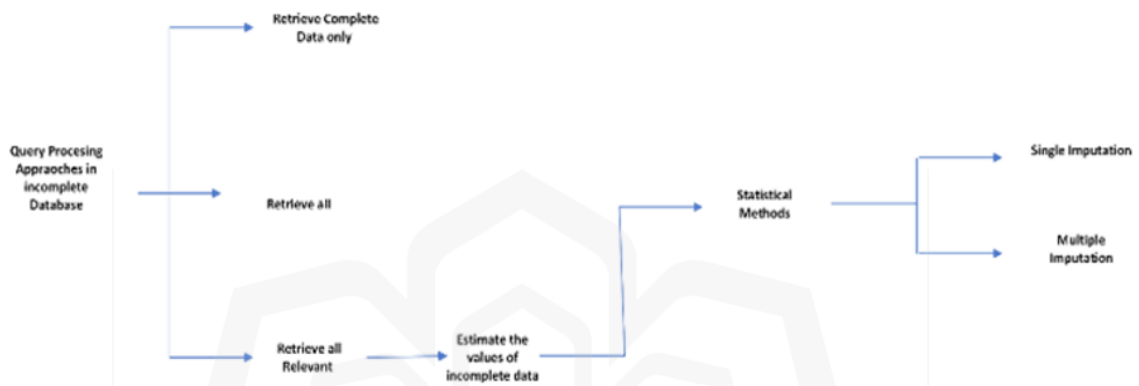 Retrieve Complete
Data only
Query Procesing
Appraoches in
incomplete
Database
Retrieve all
Retrieve all
Relevant
Estimate the
values of
incomplete data
Statistical
Methods
Single Imputation
Multiple
Imputation